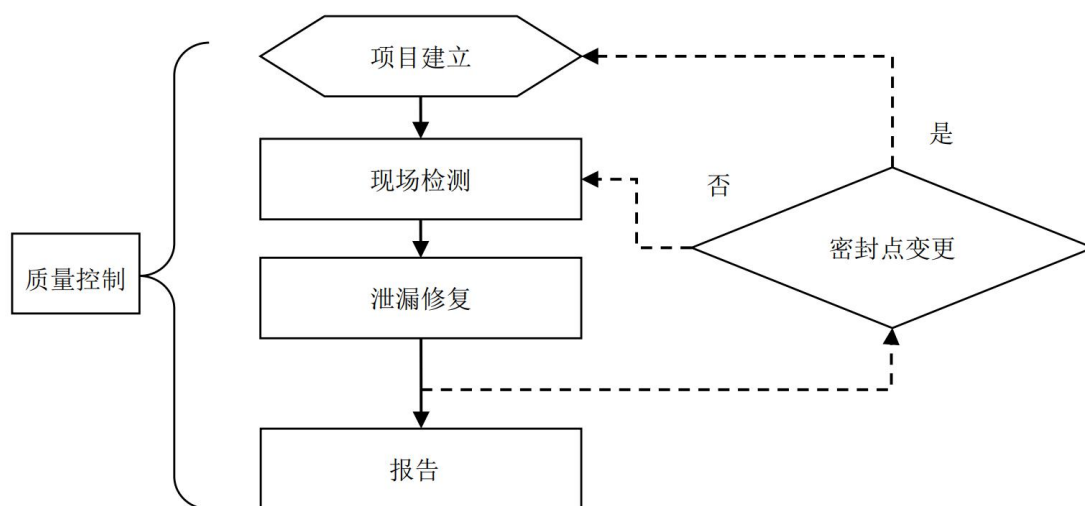 项目建立
是
现场检测
否
密封点变更
质量控制
泄漏修复
报告